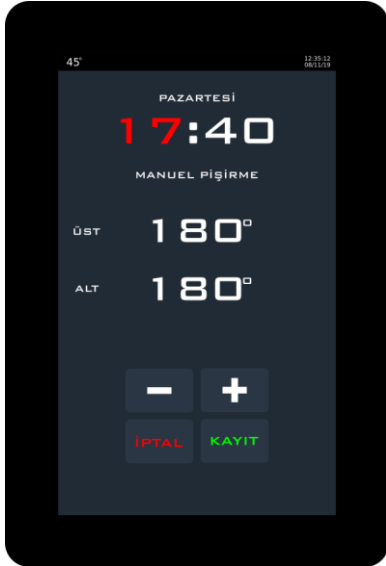 45° 12:35:12
08/11/19
PAZARTESİ
17:40
MANUEL PİŞİRME
ÜST 180°
ALT 180°
- +
İPTAL KAYIT